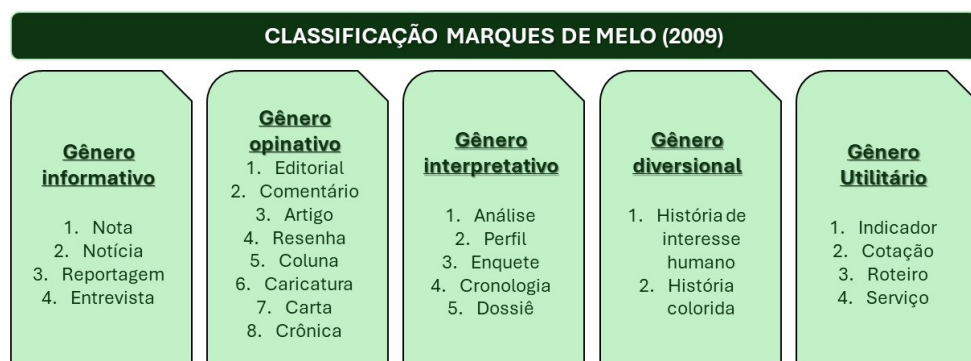 CLASSIFICAÇÃO MARQUES DE MELO (2009)
Gênero
informativo
1. Nota
2. Notícia
3. Reportagem
4. Entrevista
Gênero
opinativo
1. Editorial
2. Comentário
3. Artigo
4. Resenha
5. Coluna
6. Caricatura
7. Carta
8. Crônica
Gênero
interpretativo
1. Análise
2. Perfil
3. Enquete
4. Cronologia
5. Dossiê
Gênero
diversional
1. História de
interesse
humano
2. História
colorida
Gênero
Utilitário
1. Indicador
2. Cotação
3. Roteiro
4. Serviço